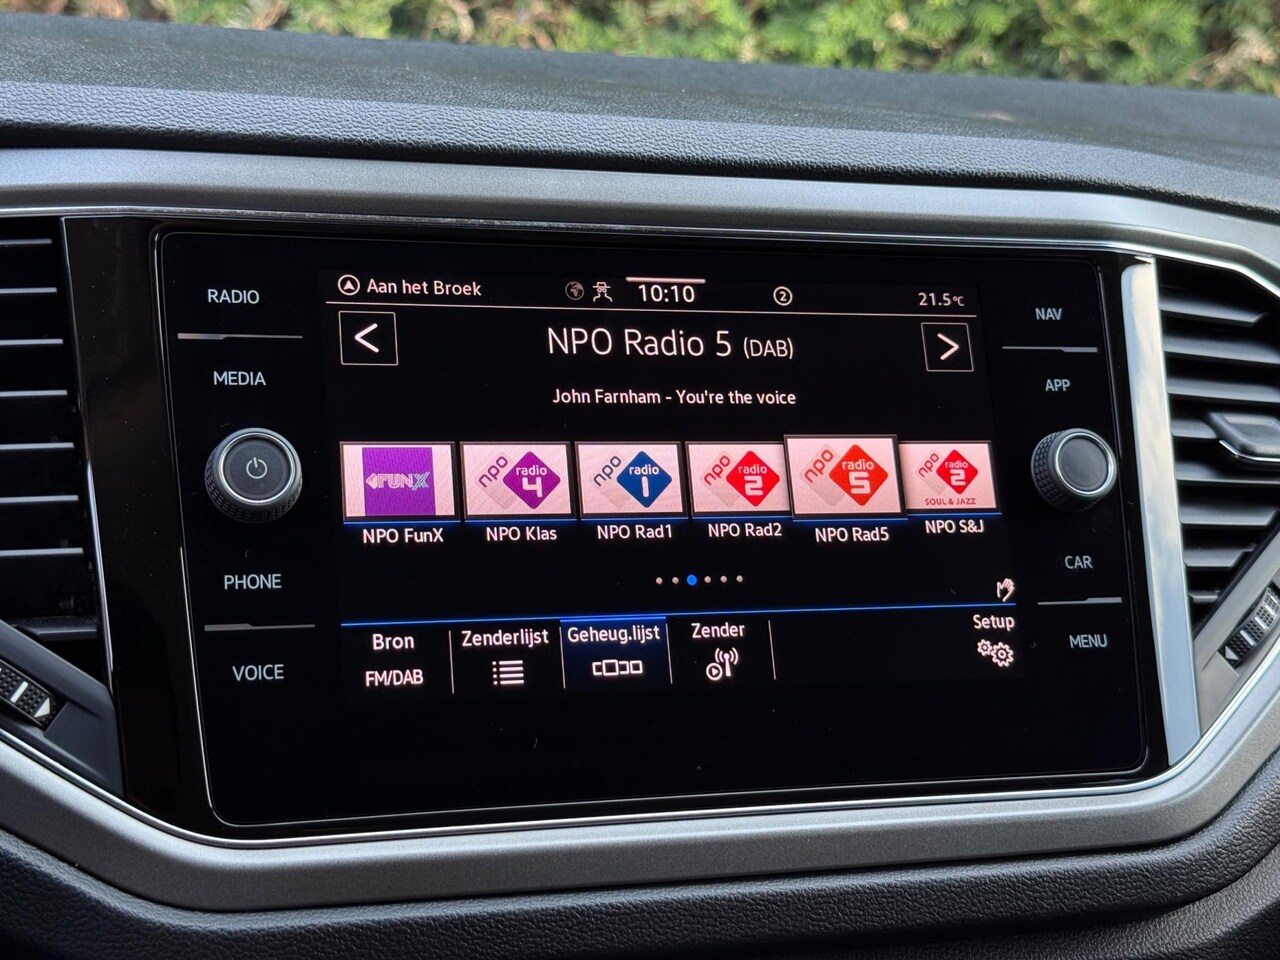 RADIO
MEDIA
PHONE
VOICE
Aan het Broek
10:10
2
21.5°C
NPO Radio 5 (DAB)
John Farnham - You're the voice
FUNX
npo radio 4
npo radio 1
npo radio 2
npo radio 5
npo radio 2 SOUL & JAZZ
NPO FunX
NPO Klas
NPO Rad1
NPO Rad2
NPO Rad5
NPO S&J
Bron
FM/DAB
Zenderlijst
Geheug.lijst
Zender
Setup
NAV
APP
CAR
MENU